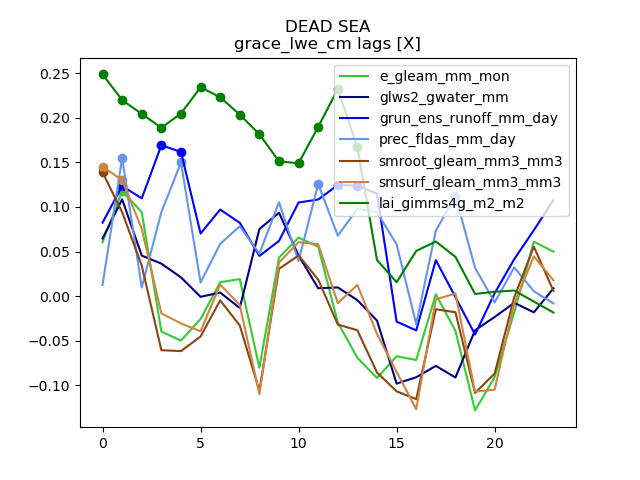 DEAD SEA
grace_lwe_cm lags [X]
e_gleam_mm_mon
glws2_gwater_mm
grun_ens_runoff_mm_day
prec_fldas_mm_day
smroot_gleam_mm3_mm3
smsurf_gleam_mm3_mm3
lai_gimms4g_m2_m2
0.25
0.20
0.15
0.10
0.05
0.00
−0.05
−0.10
0 5 10 15 20